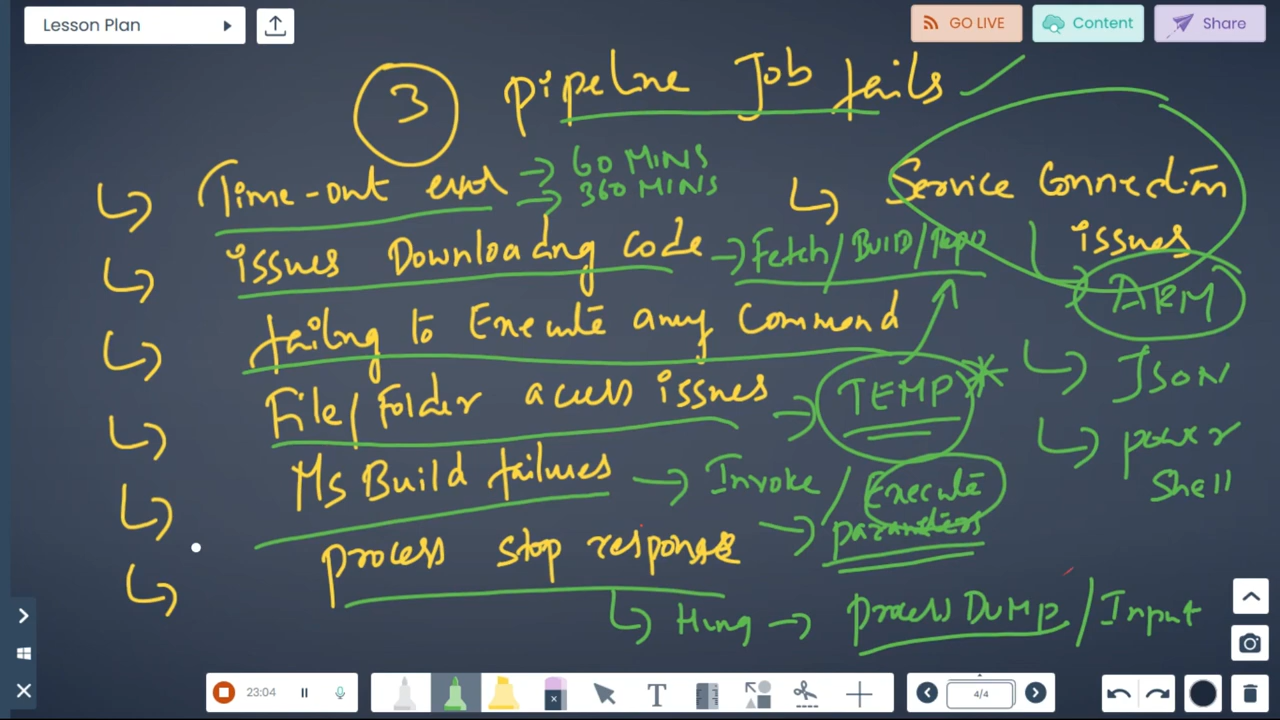 Lesson Plan
GO LIVE
Content
Share
3 Pipeline Job fails
Time-out error → 60 MINS
→ 360 MINS
Service Connection
issues
issues Downloading code → Fetch/BUILD/Repo
ARM
failing to Execute any Command
JSON
File/Folder access issues → TEMP *
power
Shell
Ms Build failures → Invoke / Execute
parameters
process stop response
Hung → process DUMP / Input
23:04
T
4/4